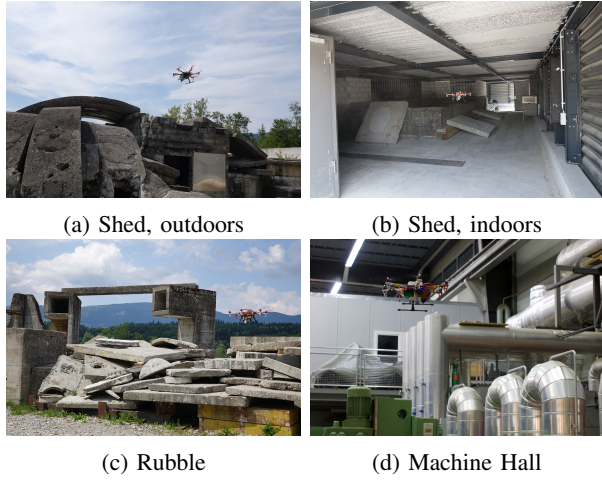 (a) Shed, outdoors
(b) Shed, indoors
(c) Rubble
(d) Machine Hall